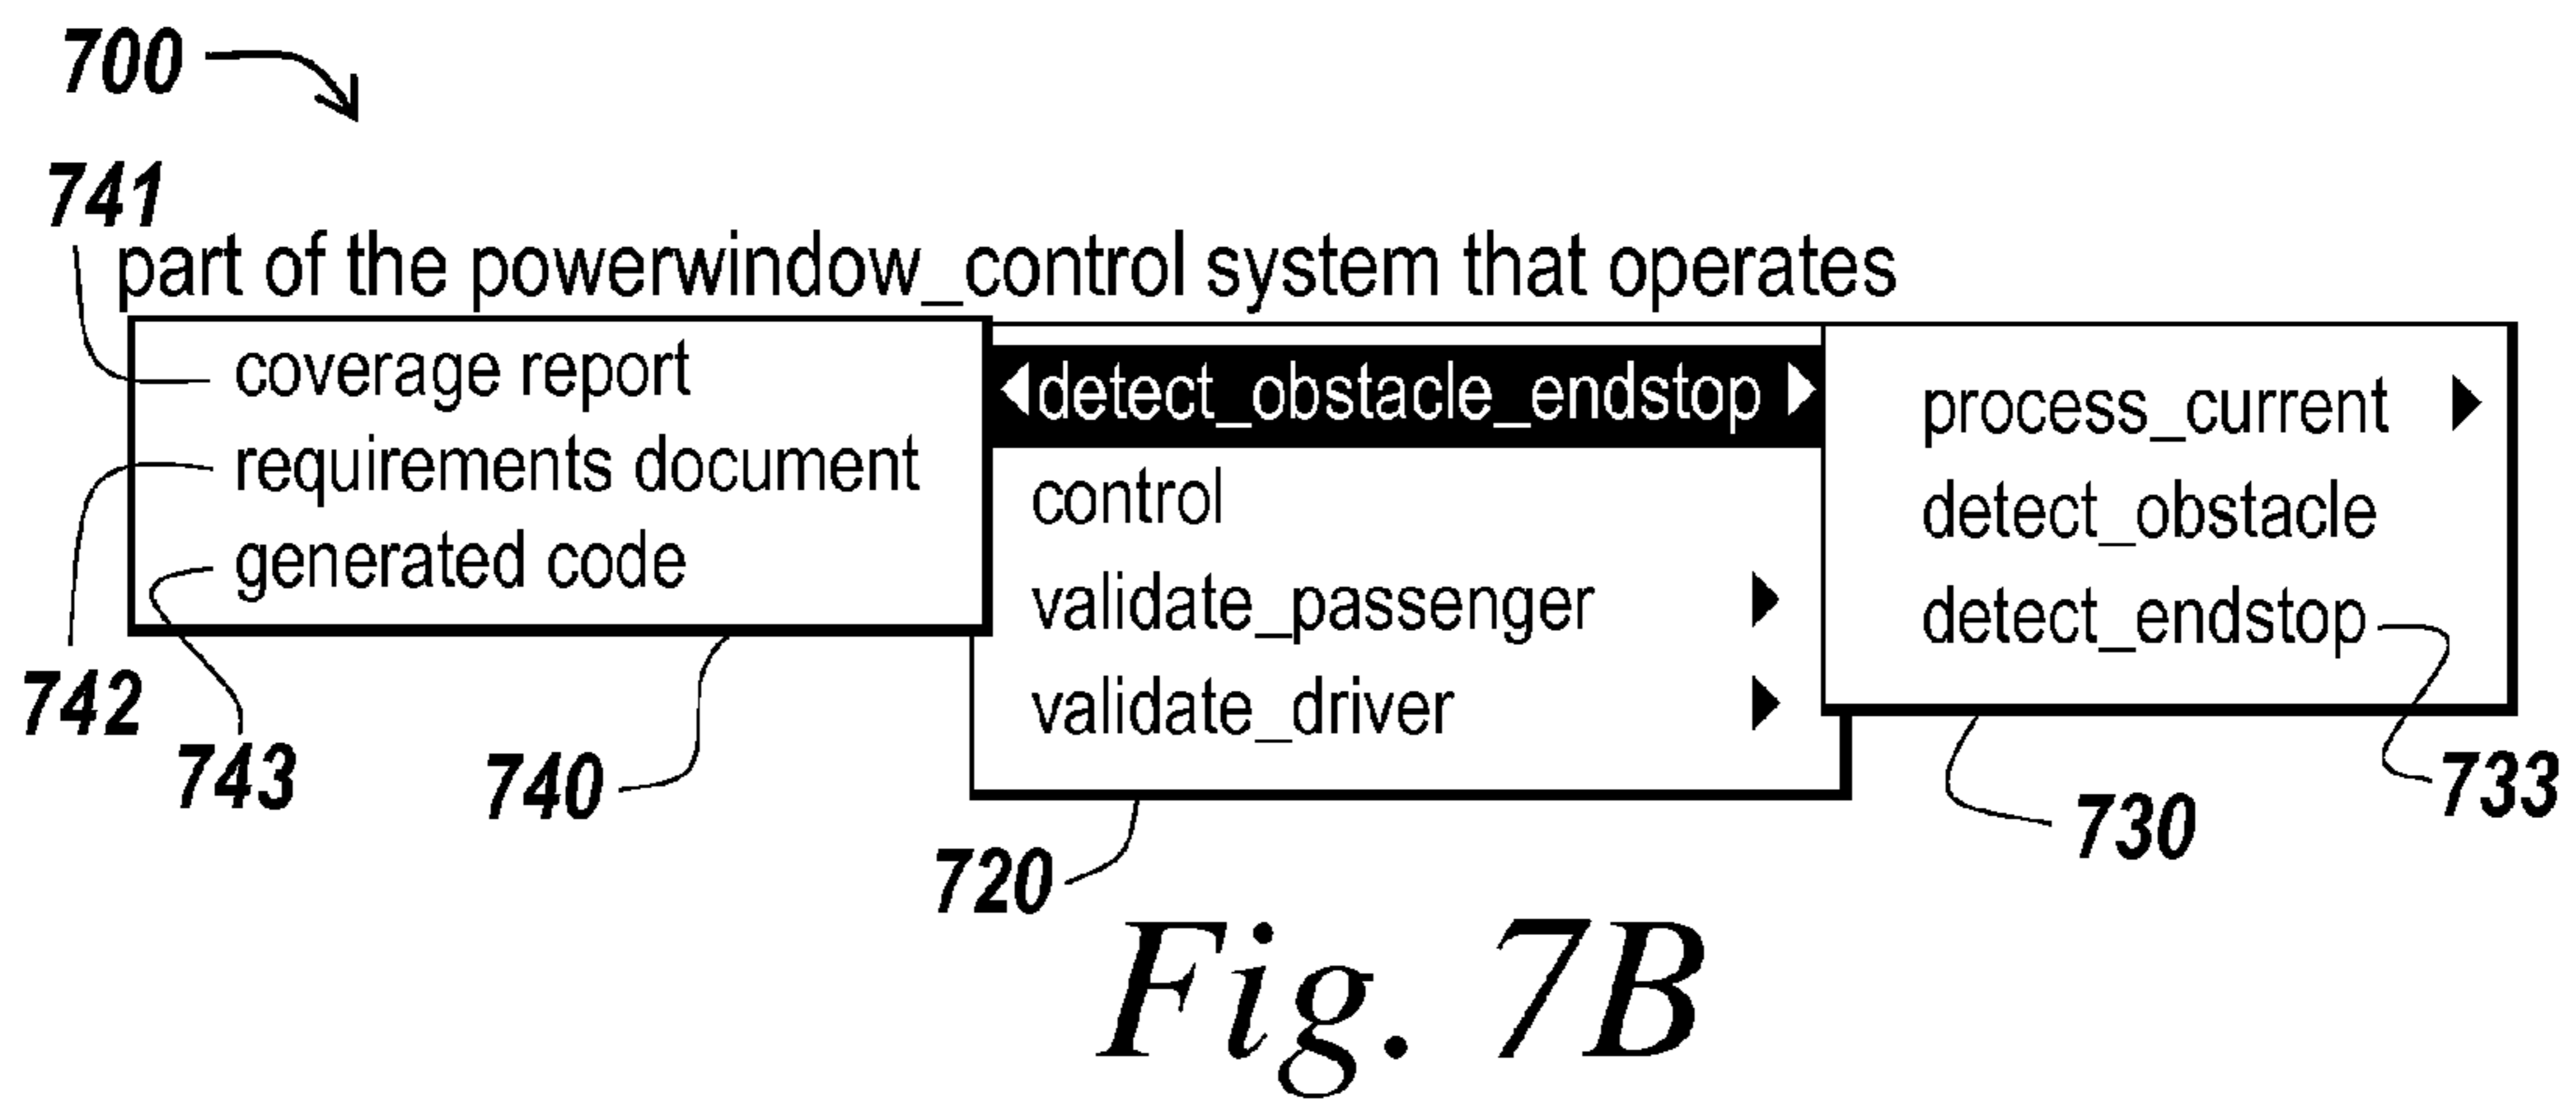 700
741
part of the powerwindow_control system that operates
coverage report
requirements document
generated code
detect_obstacle_endstop
control
validate_passenger
validate_driver
process_current
detect_obstacle
detect_endstop
742
743
740
720
730
733
Fig. 7B